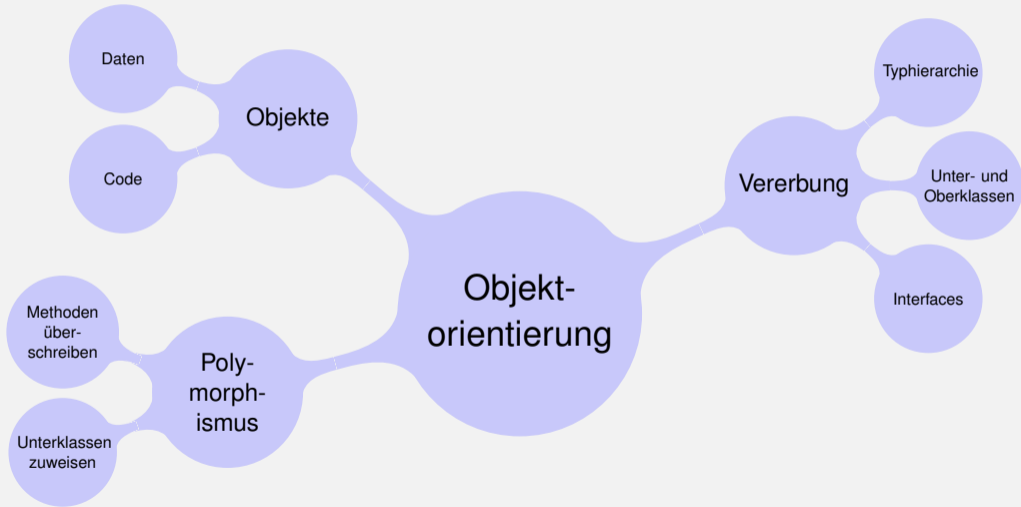 Daten
Code
Objekte
Objekt-
orientierung
Vererbung
Typhierarchie
Unter- und
Oberklassen
Interfaces
Poly-
morph-
ismus
Methoden
über-
schreiben
Unterklassen
zuweisen